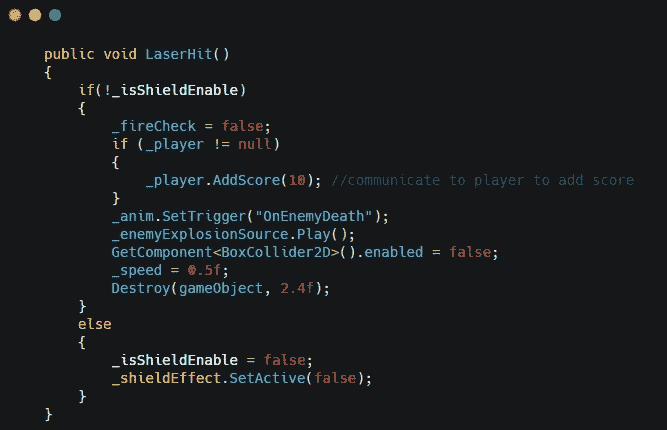 public void LaserHit()
{
    if(!_isShieldEnable)
    {
        _fireCheck = false;
        if (_player != null)
        {
            _player.AddScore(10); //communicate to player to add score
        }
        _anim.SetTrigger("OnEnemyDeath");
        _enemyExplosionSource.Play();
        GetComponent<BoxCollider2D>().enabled = false;
        _speed = 0.5f;
        Destroy(gameObject, 2.4f);
    }
    else
    {
        _isShieldEnable = false;
        _shieldEffect.SetActive(false);
    }
}